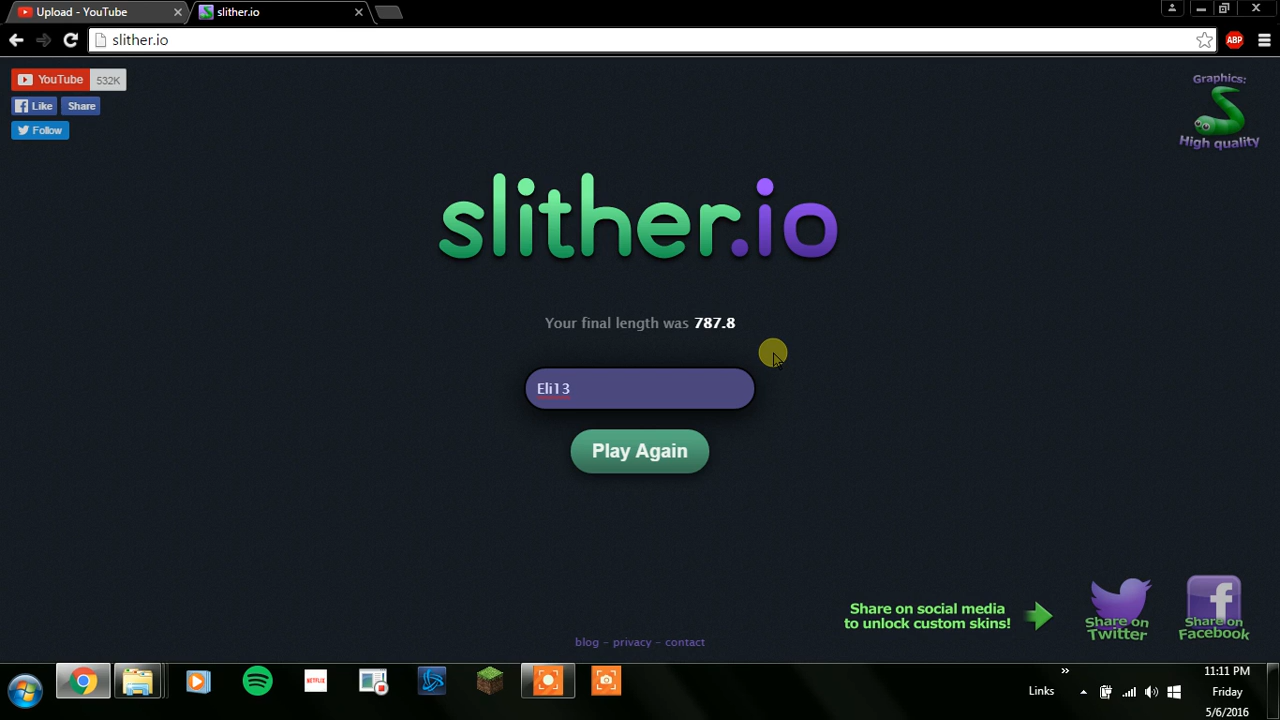 Upload - YouTube
slither.io
slither.io
ABP
YouTube 532K
Like Share
Follow
Graphics:
High quality
slither.io
Your final length was 787.8
Eli13
Play Again
Share on social media
to unlock custom skins!
Share on
Twitter
Share on
Facebook
blog - privacy - contact
NETFLIX
Links
»
11:11 PM
Friday
5/6/2016